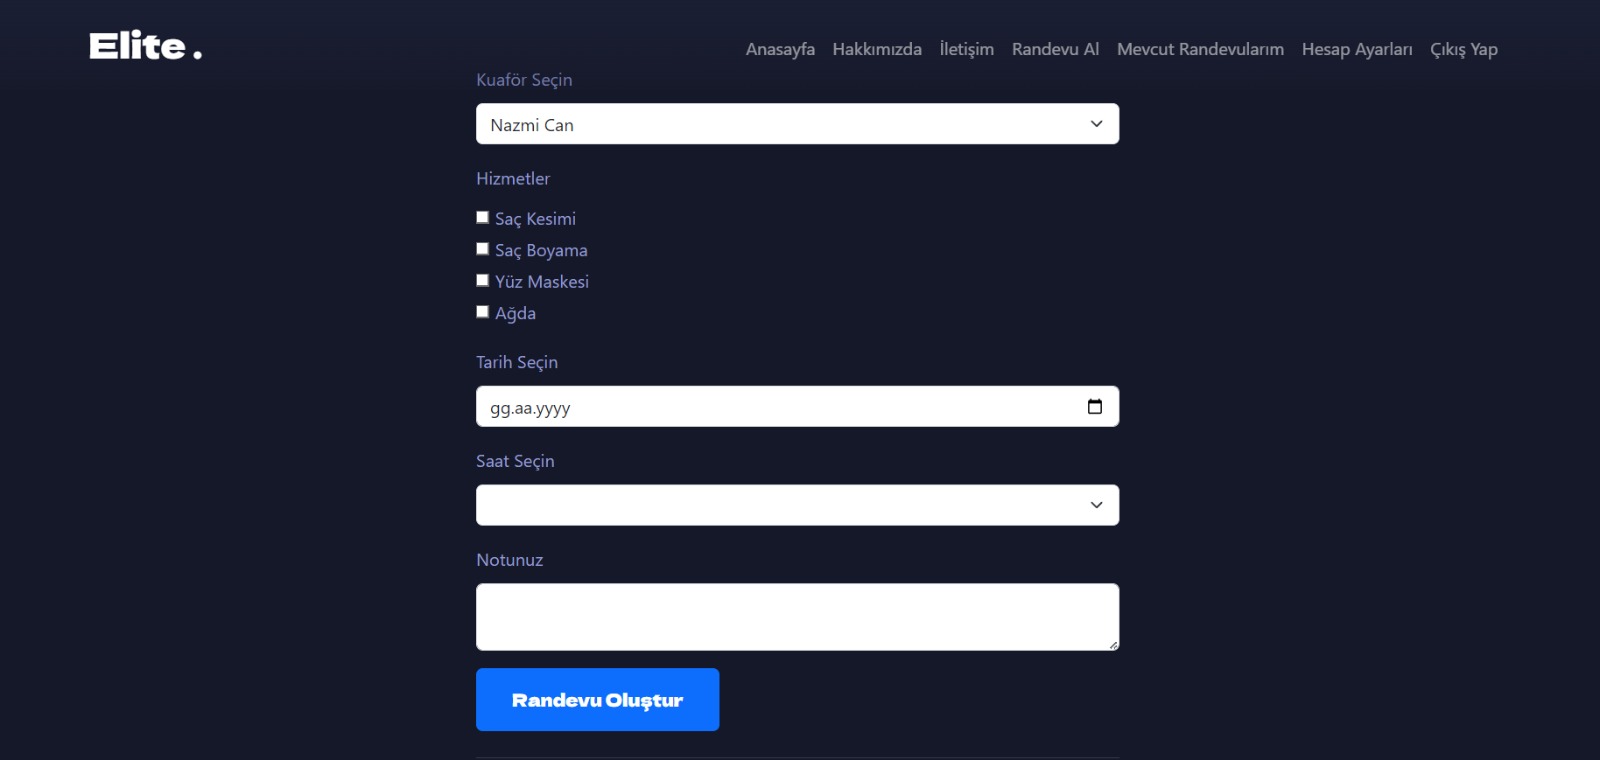 Elite .
Anasayfa Hakkımızda İletişim Randevu Al Mevcut Randevularım Hesap Ayarları Çıkış Yap
Kuaför Seçin
Nazmi Can
Hizmetler
Saç Kesimi
Saç Boyama
Yüz Maskesi
Ağda
Tarih Seçin
gg.aa.yyyy
Saat Seçin
Notunuz
Randevu Oluştur